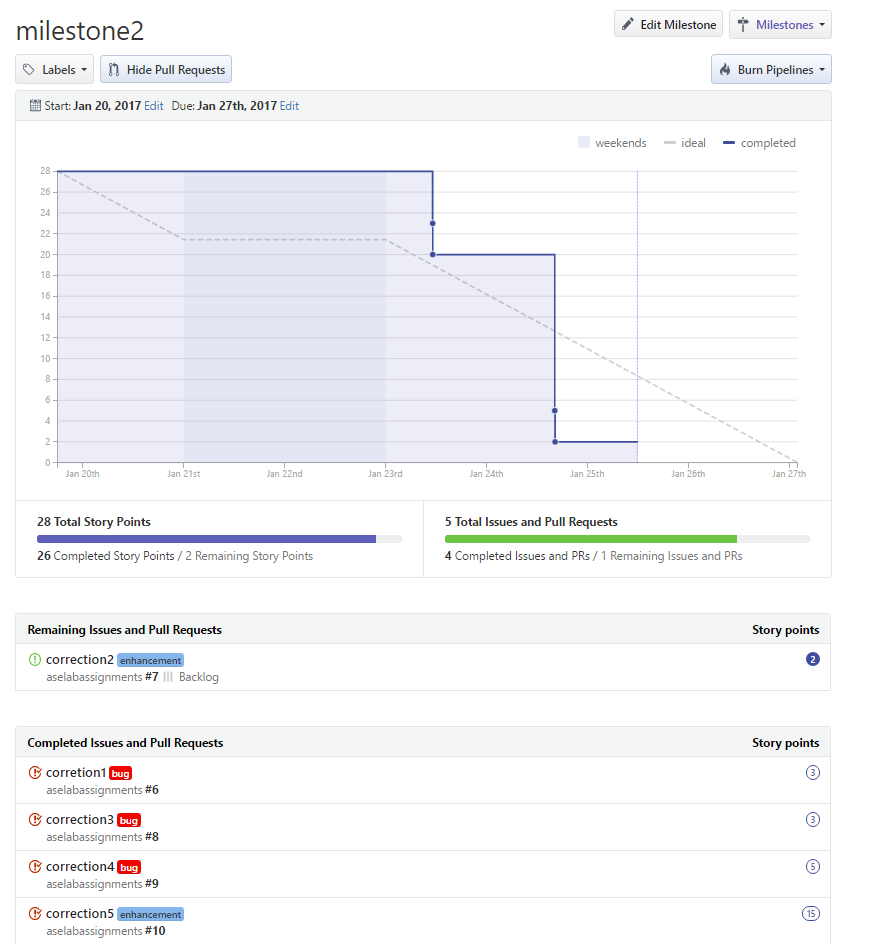 milestone2
Edit Milestone
Milestones
Labels
Hide Pull Requests
Burn Pipelines
Start: Jan 20, 2017 Edit Due: Jan 27th, 2017 Edit
weekends ideal completed
28
26
24
22
20
18
16
14
12
10
8
6
4
2
0
Jan 20th Jan 21st Jan 22nd Jan 23rd Jan 24th Jan 25th Jan 26th Jan 27th
28 Total Story Points
26 Completed Story Points / 2 Remaining Story Points
5 Total Issues and Pull Requests
4 Completed Issues and PRs / 1 Remaining Issues and PRs
Remaining Issues and Pull Requests Story points
correction2 enhancement 2
aselabassignments #7 Backlog
Completed Issues and Pull Requests Story points
corretion1 bug 3
aselabassignments #6
correction3 bug 3
aselabassignments #8
correction4 bug 5
aselabassignments #9
correction5 enhancement 15
aselabassignments #10